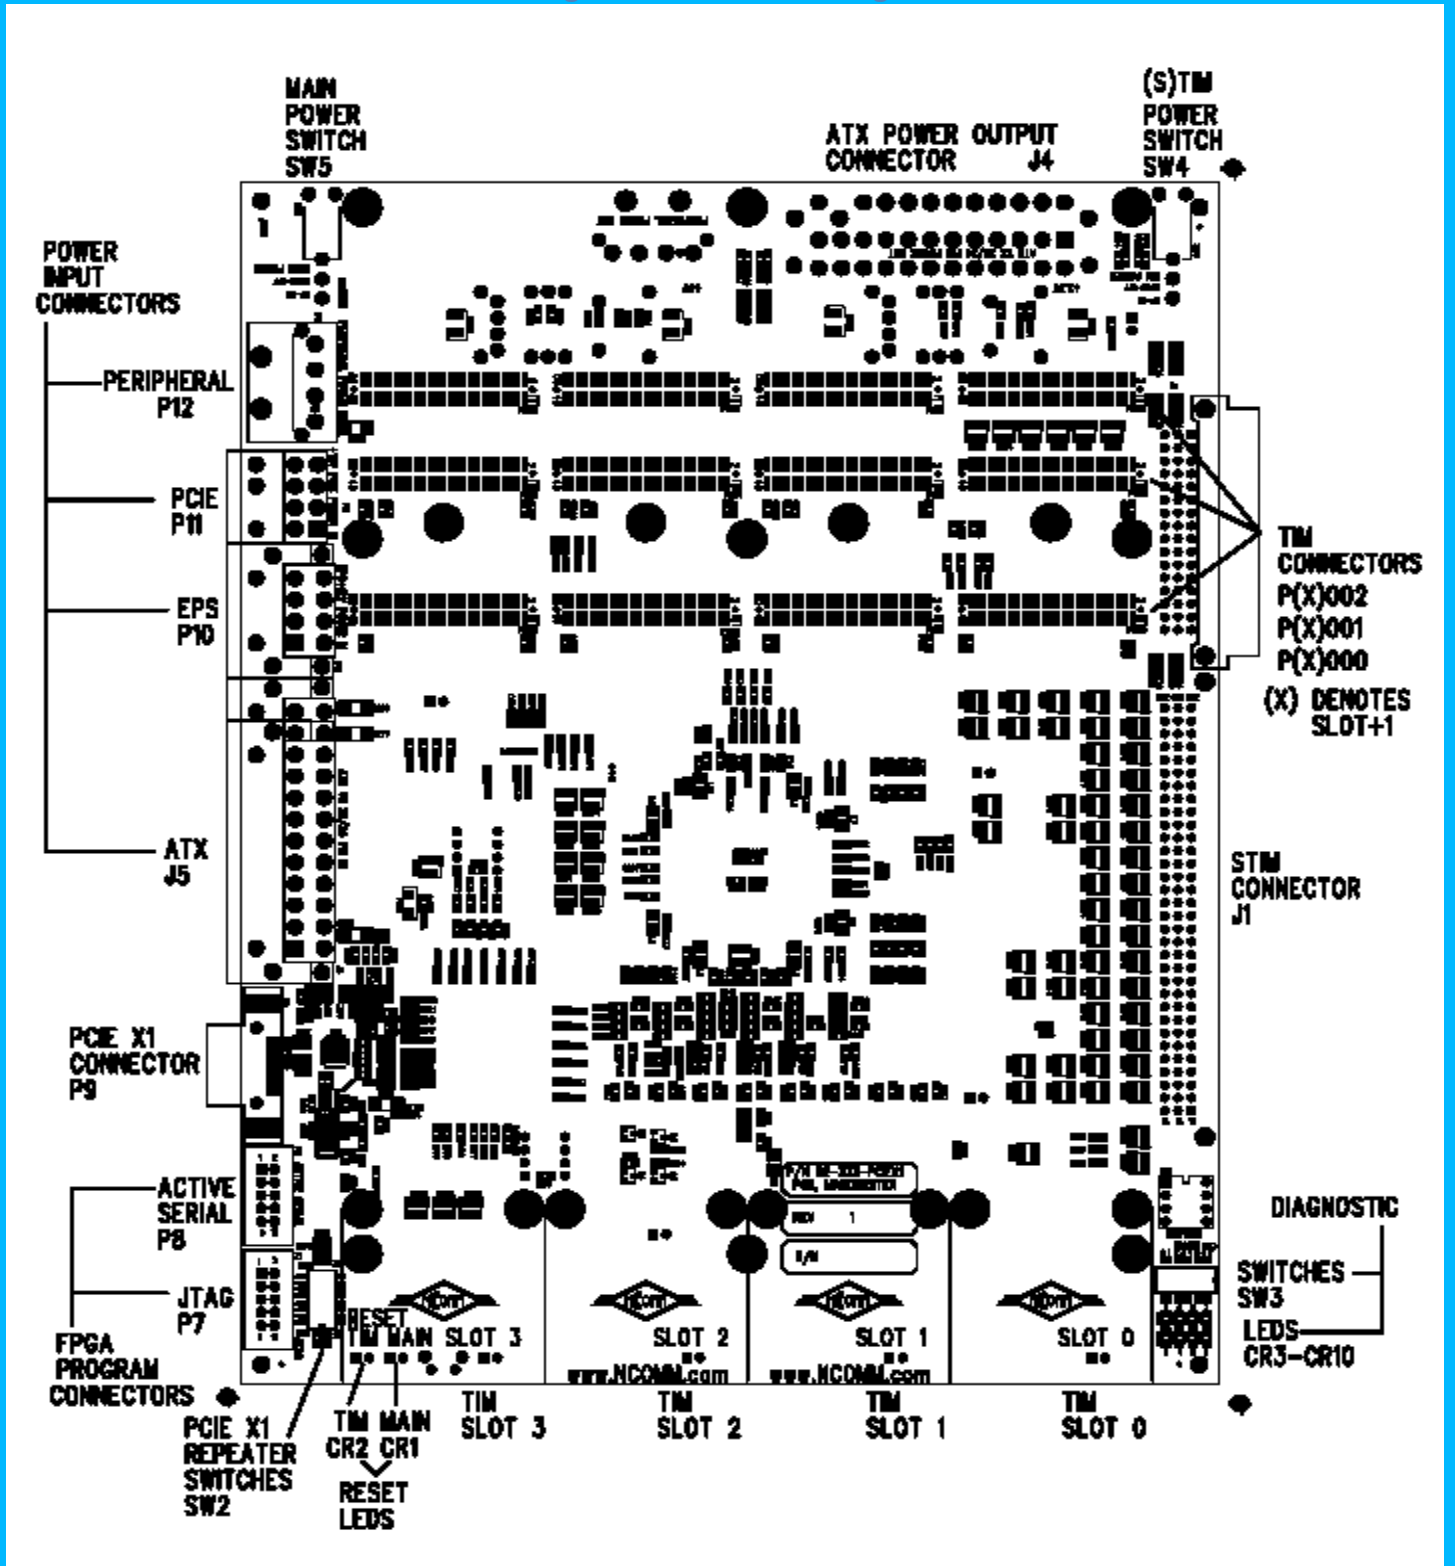 MAIN
POWER
SWITCH
SW5
ATX POWER OUTPUT
CONNECTOR J4
(S)TIM
POWER
SWITCH
SW4
POWER
INPUT
CONNECTORS
PERIPHERAL
P12
PCIE
P11
EPS
P10
ATX
J5
TIM
CONNECTORS
P(X)002
P(X)001
P(X)000
(X) DENOTES
SLOT+1
STIM
CONNECTOR
J1
PCIE X1
CONNECTOR
P9
ACTIVE
SERIAL
P8
JTAG
P7
FPGA
PROGRAM
CONNECTORS
PCIE X1
REPEATER
SWITCHES
SW2
REV 1
S/N
RESET
TIM MAIN SLOT 3
SLOT 2
SLOT 1
SLOT 0
www.NCOMM.com
www.NCOMM.com
TIM MAIN
CR2 CR1
RESET
LEDS
TIM
SLOT 3
TIM
SLOT 2
TIM
SLOT 1
TIM
SLOT 0
DIAGNOSTIC
SWITCHES
SW3
LEDS
CR3-CR10